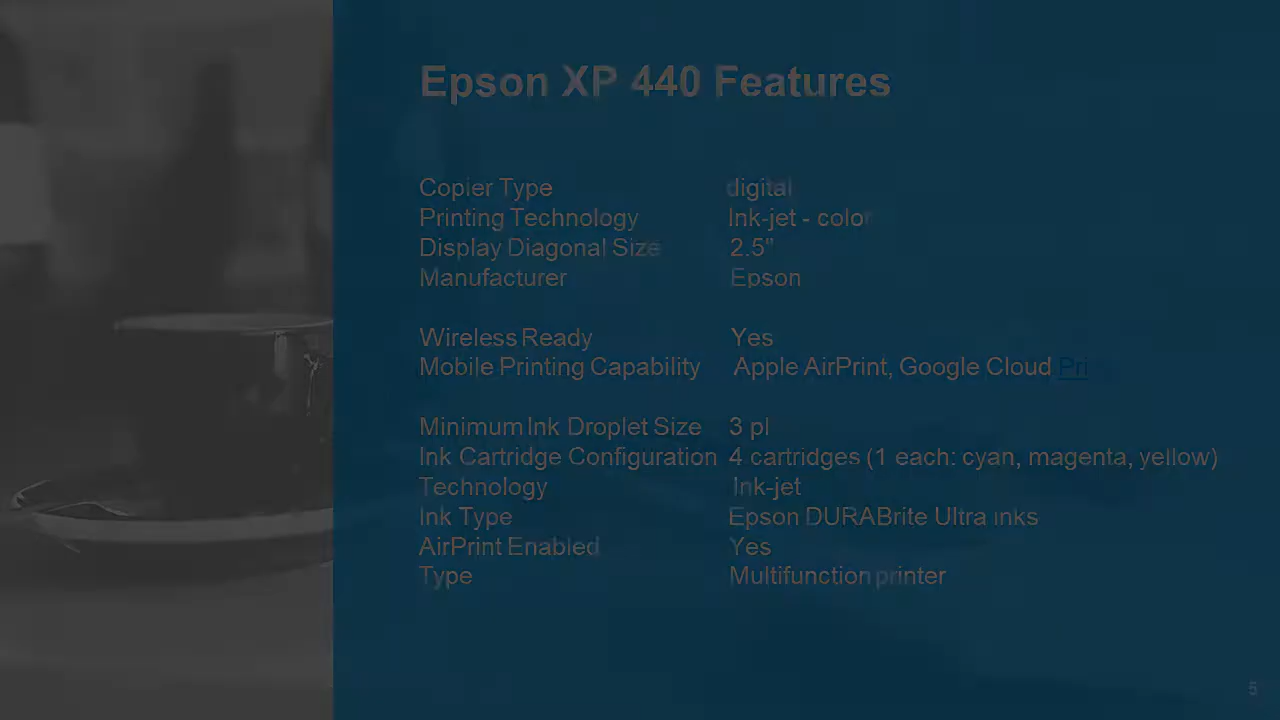 Epson XP 440 Features
Copier Type digital
Printing Technology Ink-jet - color
Display Diagonal Size 2.5"
Manufacturer Epson
Wireless Ready Yes
Mobile Printing Capability Apple AirPrint, Google Cloud Pri
Minimum Ink Droplet Size 3 pl
Ink Cartridge Configuration 4 cartridges (1 each: cyan, magenta, yellow)
Technology Ink-jet
Ink Type Epson DURABrite Ultra inks
AirPrint Enabled Yes
Type Multifunction printer